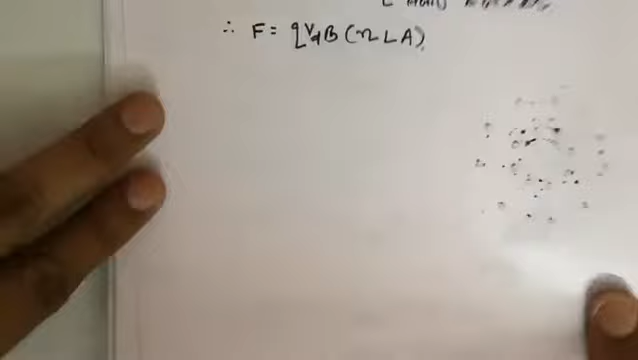 ∴ F = qV_dB(nLA)